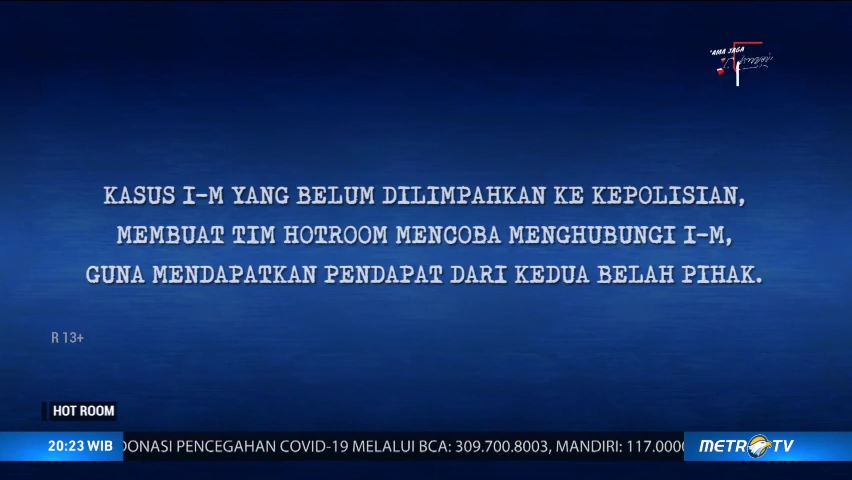 'AMA JAGA
KASUS I-M YANG BELUM DILIMPAHKAN KE KEPOLISIAN,
MEMBUAT TIM HOTROOM MENCOBA MENGHUBUNGI I-M,
GUNA MENDAPATKAN PENDAPAT DARI KEDUA BELAH PIHAK.
R 13+
HOT ROOM
20:23 WIB
DONASI PENCEGAHAN COVID-19 MELALUI BCA: 309.700.8003, MANDIRI: 117.000
METRO TV